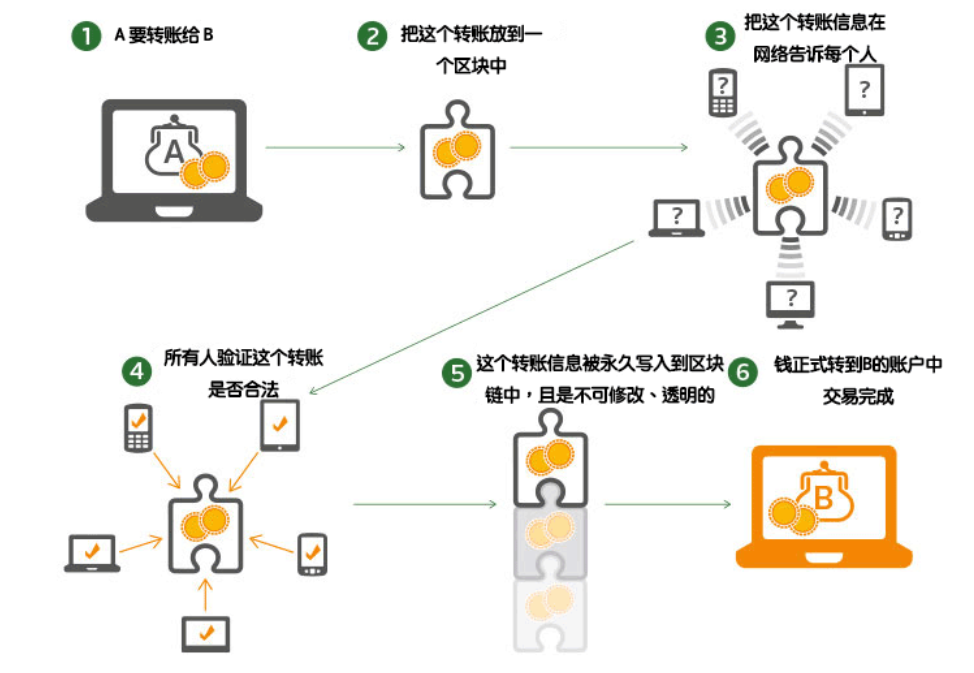 1 A 要转账给 B
2 把这个转账放到一
个区块中
3 把这个转账信息在
网络告诉每个人
A
?
?
?
?
?
4 所有人验证这个转账
是否合法
5 这个转账信息被永久写入到区块
链中，且是不可修改、透明的
6 钱正式转到B的账户中
交易完成
B